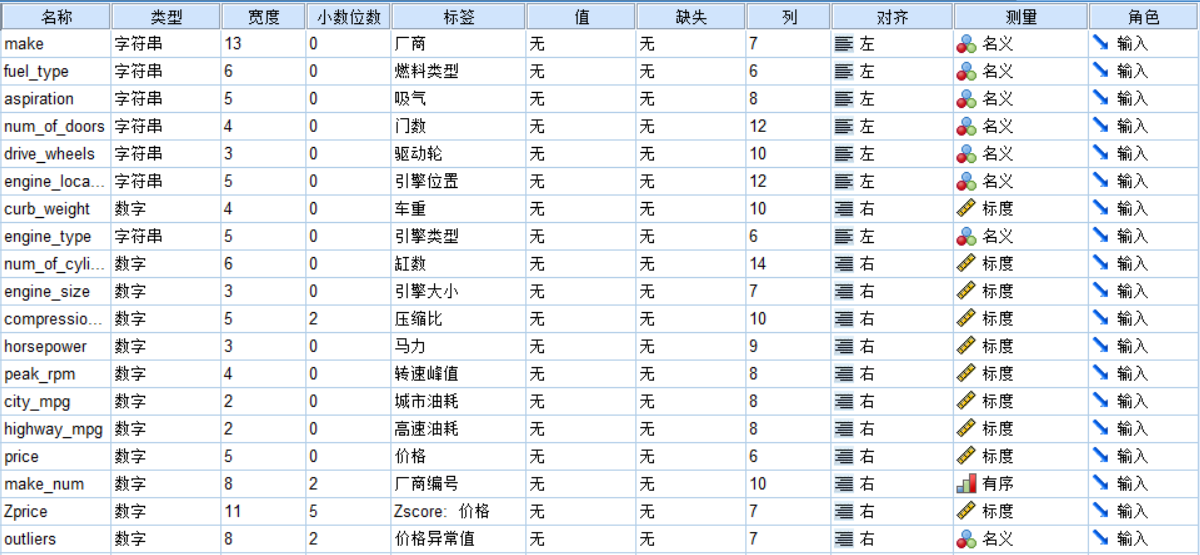 名称 类型 宽度 小数位数 标签 值 缺失 列 对齐 测量 角色
make 字符串 13 0 厂商 无 无 7 左 名义 输入
fuel_type 字符串 6 0 燃料类型 无 无 6 左 名义 输入
aspiration 字符串 5 0 吸气 无 无 8 左 名义 输入
num_of_doors 字符串 4 0 门数 无 无 12 左 名义 输入
drive_wheels 字符串 3 0 驱动轮 无 无 10 左 名义 输入
engine_loca... 字符串 5 0 引擎位置 无 无 12 左 名义 输入
curb_weight 数字 4 0 车重 无 无 10 右 标度 输入
engine_type 字符串 5 0 引擎类型 无 无 6 左 名义 输入
num_of_cyli... 数字 6 0 缸数 无 无 14 右 标度 输入
engine_size 数字 3 0 引擎大小 无 无 7 右 标度 输入
compressio... 数字 5 2 压缩比 无 无 10 右 标度 输入
horsepower 数字 3 0 马力 无 无 9 右 标度 输入
peak_rpm 数字 4 0 转速峰值 无 无 8 右 标度 输入
city_mpg 数字 2 0 城市油耗 无 无 8 右 标度 输入
highway_mpg 数字 2 0 高速油耗 无 无 8 右 标度 输入
price 数字 5 0 价格 无 无 6 右 标度 输入
make_num 数字 8 2 厂商编号 无 无 10 右 有序 输入
Zprice 数字 11 5 Zscore: 价格 无 无 7 右 标度 输入
outliers 数字 8 2 价格异常值 无 无 7 右 名义 输入